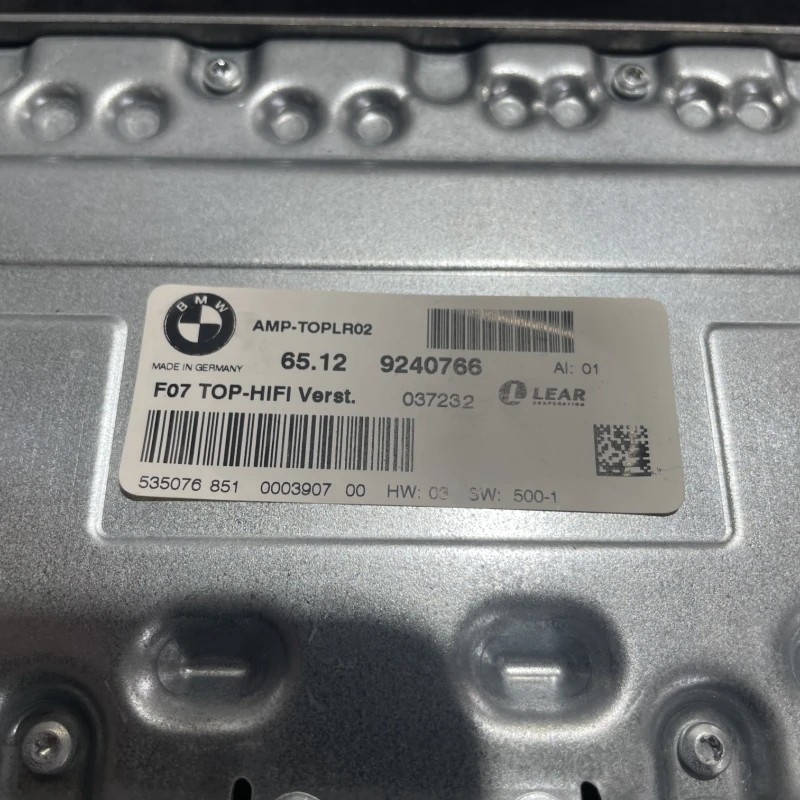 BMW
AMP-TOPLR02
65.12 9240766 AI: 01
MADE IN GERMANY
F07 TOP-HIFI Verst. 037232 LEAR
CORPORATION
535076 851 0003907 00 HW: 03 SW: 500-1